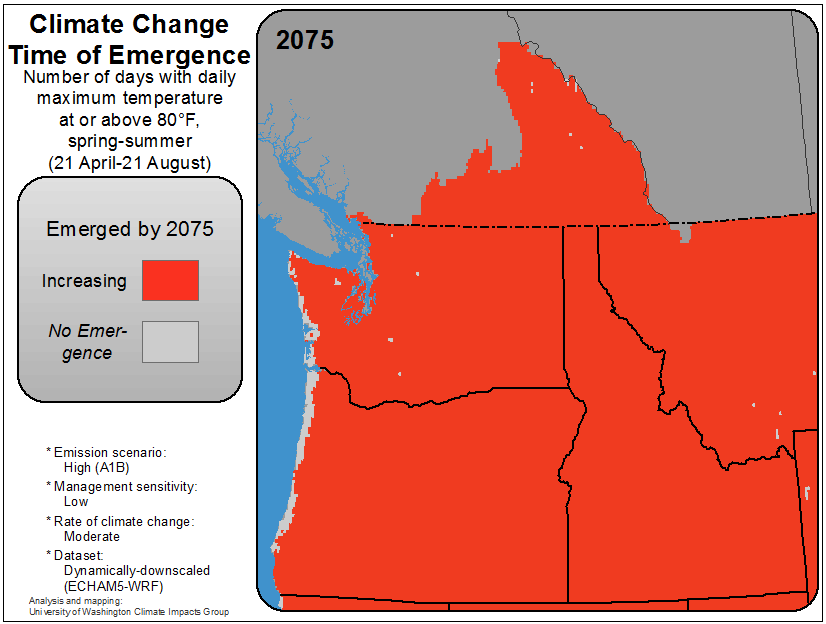 Climate Change
Time of Emergence
Number of days with daily
maximum temperature
at or above 80°F,
spring-summer
(21 April-21 August)
Emerged by 2075
Increasing
No Emer-
gence
* Emission scenario:
High (A1B)
* Management sensitivity:
Low
* Rate of climate change:
Moderate
* Dataset:
Dynamically-downscaled
(ECHAM5-WRF)
Analysis and mapping:
University of Washington Climate Impacts Group
2075